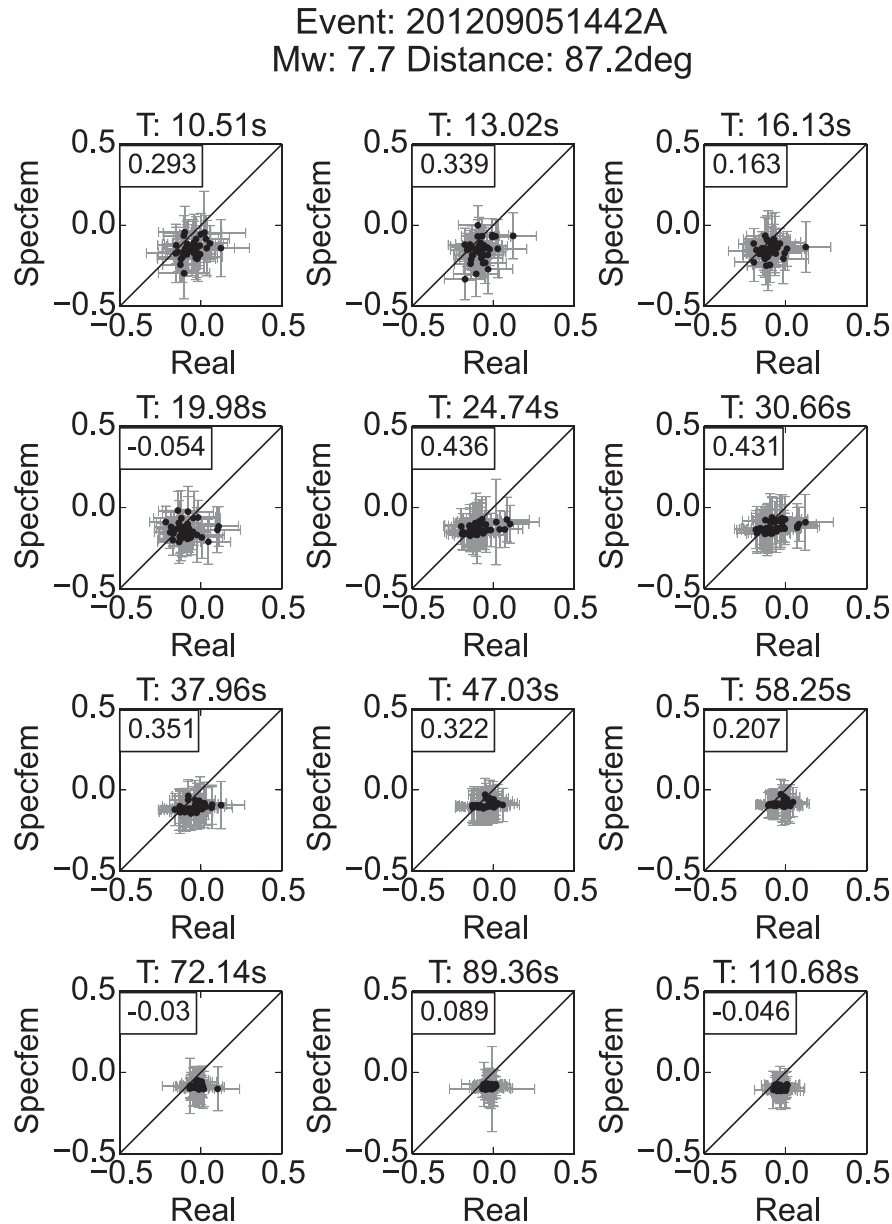 Event: 201209051442A
Mw: 7.7 Distance: 87.2deg
T: 10.51s T: 13.02s T: 16.13s
0.5 0.5 0.5
0.293 0.339 0.163
Specfem Specfem Specfem
0.0 0.0 0.0
−0.5 −0.5 −0.5
−0.5 0.0 0.5 −0.5 0.0 0.5 −0.5 0.0 0.5
Real Real Real
T: 19.98s T: 24.74s T: 30.66s
0.5 0.5 0.5
-0.054 0.436 0.431
Specfem Specfem Specfem
0.0 0.0 0.0
−0.5 −0.5 −0.5
−0.5 0.0 0.5 −0.5 0.0 0.5 −0.5 0.0 0.5
Real Real Real
T: 37.96s T: 47.03s T: 58.25s
0.5 0.5 0.5
0.351 0.322 0.207
Specfem Specfem Specfem
0.0 0.0 0.0
−0.5 −0.5 −0.5
−0.5 0.0 0.5 −0.5 0.0 0.5 −0.5 0.0 0.5
Real Real Real
T: 72.14s T: 89.36s T: 110.68s
0.5 0.5 0.5
-0.03 0.089 -0.046
Specfem Specfem Specfem
0.0 0.0 0.0
−0.5 −0.5 −0.5
−0.5 0.0 0.5 −0.5 0.0 0.5 −0.5 0.0 0.5
Real Real Real